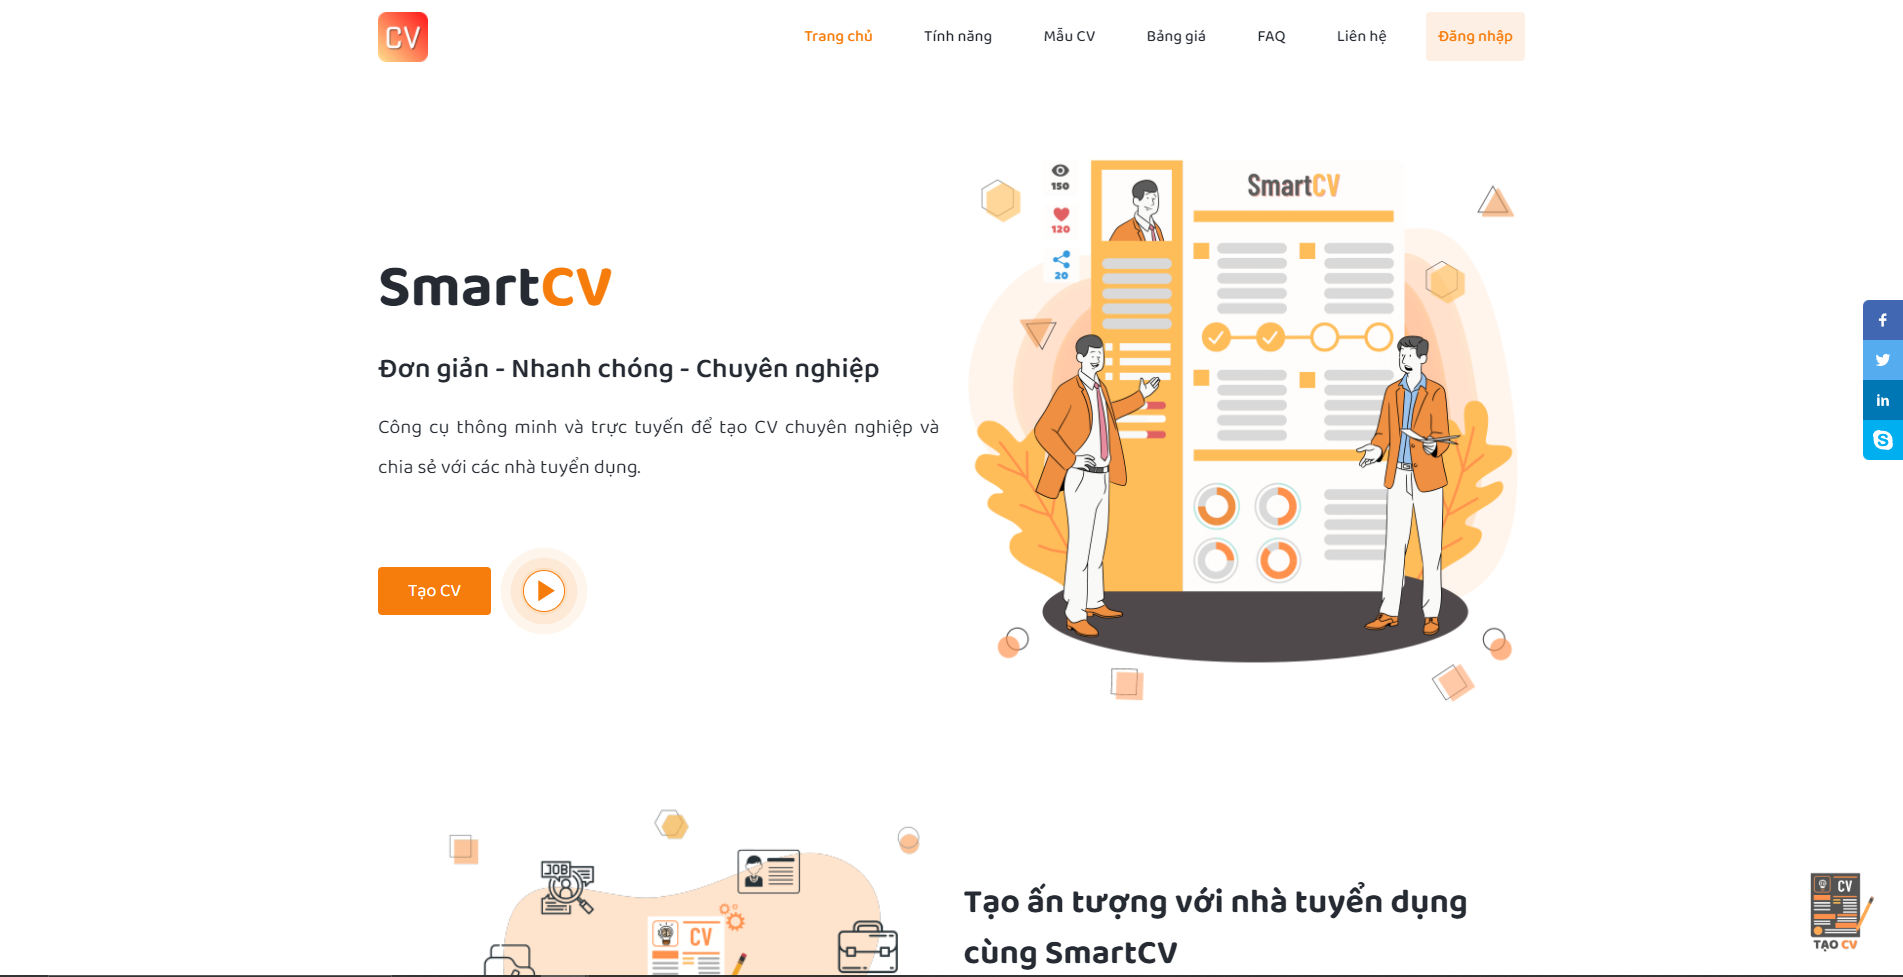 CV
Trang chủ
Tính năng
Mẫu CV
Bảng giá
FAQ
Liên hệ
Đăng nhập
SmartCV
Đơn giản - Nhanh chóng - Chuyên nghiệp
Công cụ thông minh và trực tuyến để tạo CV chuyên nghiệp và
chia sẻ với các nhà tuyển dụng.
Tạo CV
150
120
20
SmartCV
JOB
CV
Tạo ấn tượng với nhà tuyển dụng
cùng SmartCV
CV
TẠO CV